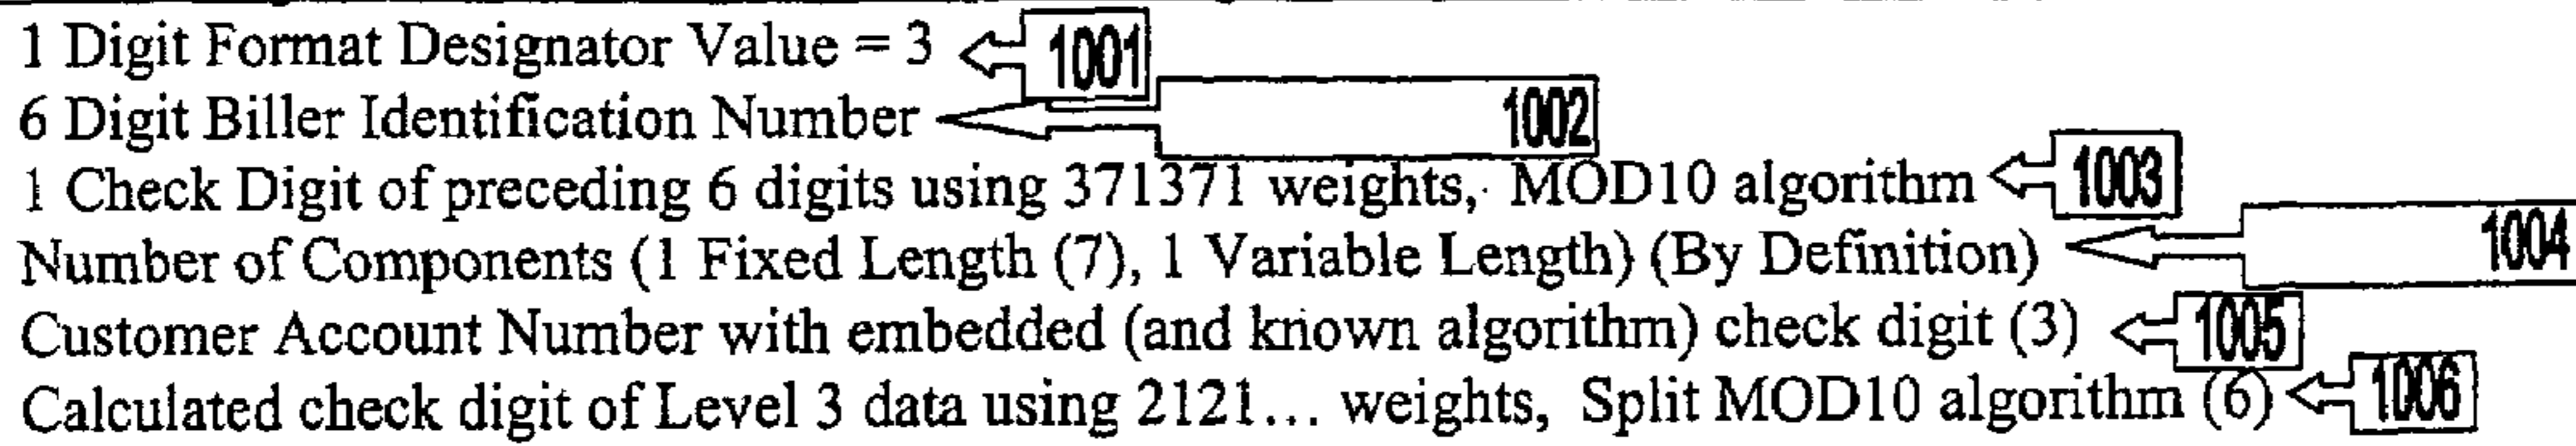 1 Digit Format Designator Value = 3 1001
6 Digit Biller Identification Number 1002
1 Check Digit of preceding 6 digits using 371371 weights, MOD10 algorithm 1003
Number of Components (1 Fixed Length (7), 1 Variable Length) (By Definition) 1004
Customer Account Number with embedded (and known algorithm) check digit (3) 1005
Calculated check digit of Level 3 data using 2121... weights, Split MOD10 algorithm (6) 1006